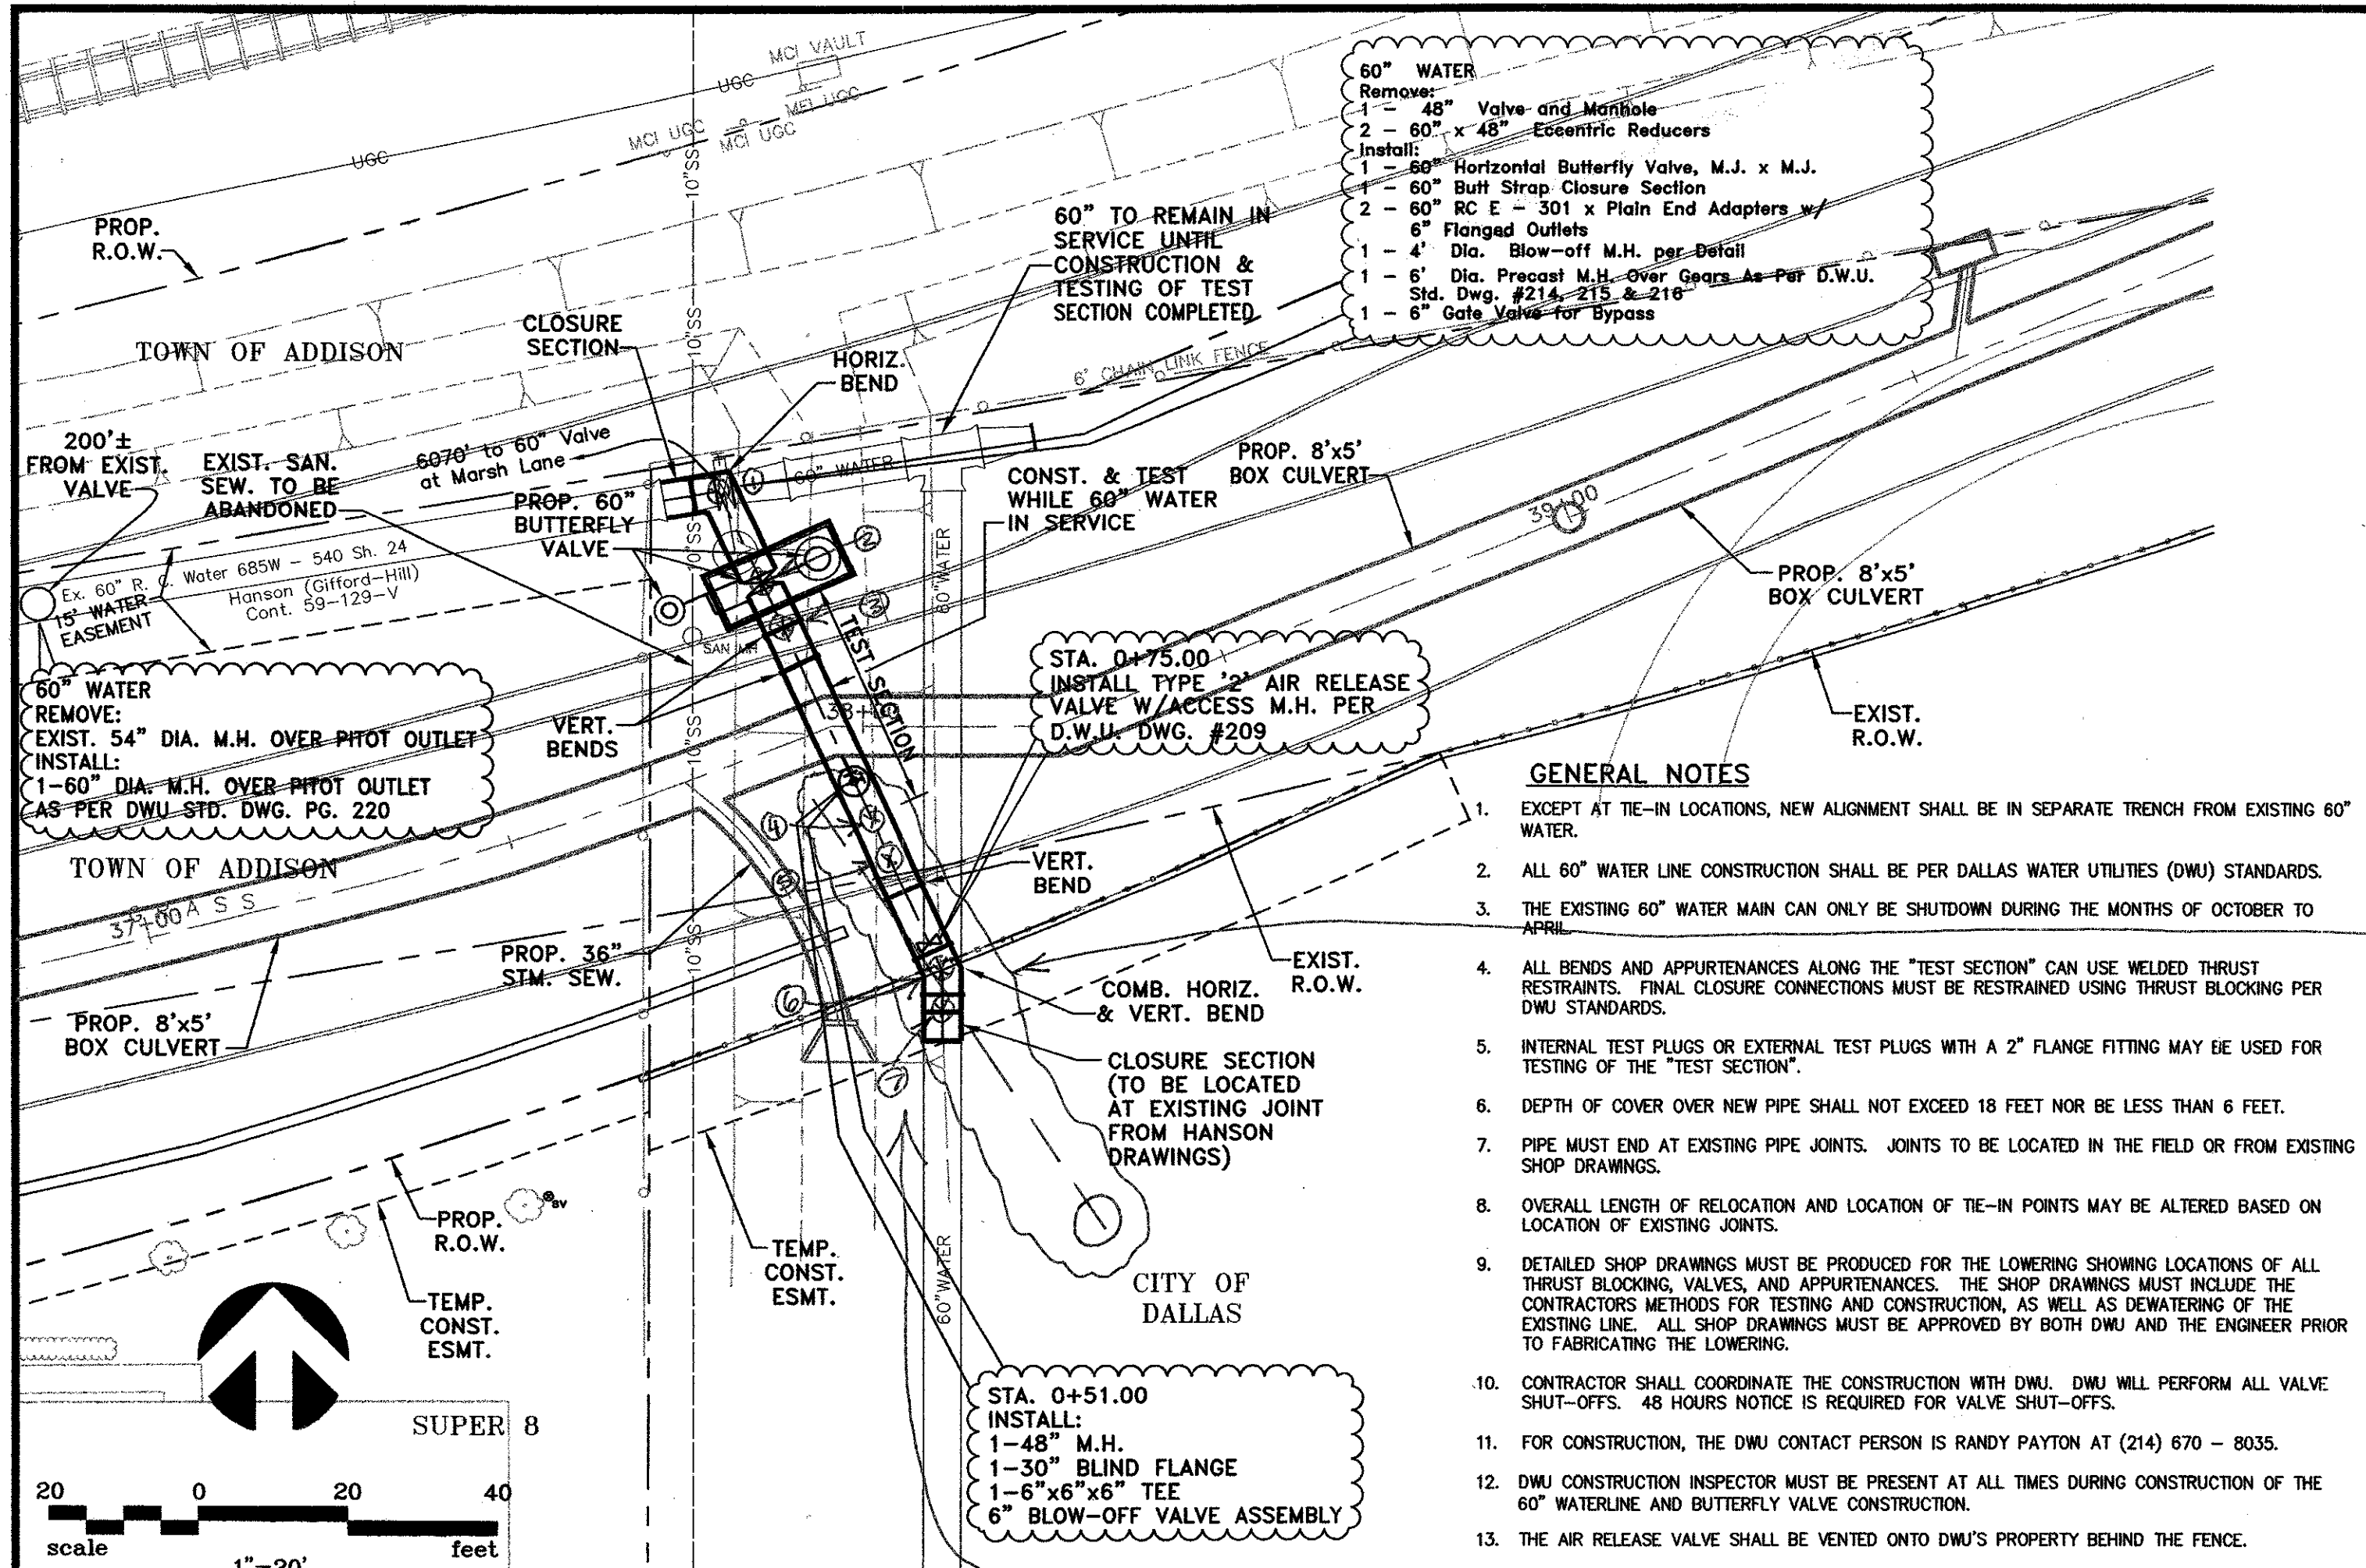 MCI VAULT
UGC
MEI UGC
MCI UGC
MCI UGC
UGC
10"SS
60" WATER
Remove:
1 - 48" Valve and Manhole
2 - 60" x 48" Eccentric Reducers
Install:
1 - 60" Horizontal Butterfly Valve, M.J. x M.J.
1 - 60" Butt Strap Closure Section
2 - 60" RC E - 301 x Plain End Adapters w/
6" Flanged Outlets
1 - 4' Dia. Blow-off M.H. per Detail
1 - 6' Dia. Precast M.H. Over Gears As Per D.W.U.
Std. Dwg. #214, 215 & 216
1 - 6" Gate Valve for Bypass
PROP.
R.O.W.
60" TO REMAIN IN
SERVICE UNTIL
CONSTRUCTION &
TESTING OF TEST
SECTION COMPLETED
TOWN OF ADDISON
CLOSURE
SECTION
10"SS
HORIZ.
BEND
6' CHAIN LINK FENCE
200'±
FROM EXIST.
VALVE
EXIST. SAN.
SEW. TO BE
ABANDONED
6070' to 60" Valve
at Marsh Lane
60" WATER
1
PROP. 60"
BUTTERFLY
VALVE
CONST. & TEST
WHILE 60" WATER
IN SERVICE
PROP. 8'x5'
BOX CULVERT
39+00
10"SS
2
60"WATER
Ex. 60" R. C. Water 685W - 540 Sh. 24
Hanson (Gifford-Hill)
Cont. 59-129-V
15' WATER
EASEMENT
3
SAN MH
TEST SECTION
PROP. 8'x5'
BOX CULVERT
60" WATER
REMOVE:
EXIST. 54" DIA. M.H. OVER PITOT OUTLET
INSTALL:
1-60" DIA. M.H. OVER PITOT OUTLET
AS PER DWU STD. DWG. PG. 220
VERT.
BENDS
10"SS
STA. 0+75.00
INSTALL TYPE '2' AIR RELEASE
VALVE W/ACCESS M.H. PER
D.W.U. DWG. #209
EXIST.
R.O.W.
TOWN OF ADDISON
37+00
A S S
4
5
VERT.
BEND
PROP. 36"
STM. SEW.
10"SS
6
EXIST.
R.O.W.
COMB. HORIZ.
& VERT. BEND
PROP. 8'x5'
BOX CULVERT
7
CLOSURE SECTION
(TO BE LOCATED
AT EXISTING JOINT
FROM HANSON
DRAWINGS)
PROP.
R.O.W.
SV
TEMP.
CONST.
ESMT.
TEMP.
CONST.
ESMT.
60"WATER
CITY OF
DALLAS
SUPER 8
STA. 0+51.00
INSTALL:
1-48" M.H.
1-30" BLIND FLANGE
1-6"x6"x6" TEE
6" BLOW-OFF VALVE ASSEMBLY
20 0 20 40
scale feet
1"=20'
GENERAL NOTES
1. EXCEPT AT TIE-IN LOCATIONS, NEW ALIGNMENT SHALL BE IN SEPARATE TRENCH FROM EXISTING 60"
WATER.
2. ALL 60" WATER LINE CONSTRUCTION SHALL BE PER DALLAS WATER UTILITIES (DWU) STANDARDS.
3. THE EXISTING 60" WATER MAIN CAN ONLY BE SHUTDOWN DURING THE MONTHS OF OCTOBER TO
APRIL.
4. ALL BENDS AND APPURTENANCES ALONG THE "TEST SECTION" CAN USE WELDED THRUST
RESTRAINTS. FINAL CLOSURE CONNECTIONS MUST BE RESTRAINED USING THRUST BLOCKING PER
DWU STANDARDS.
5. INTERNAL TEST PLUGS OR EXTERNAL TEST PLUGS WITH A 2" FLANGE FITTING MAY BE USED FOR
TESTING OF THE "TEST SECTION".
6. DEPTH OF COVER OVER NEW PIPE SHALL NOT EXCEED 18 FEET NOR BE LESS THAN 6 FEET.
7. PIPE MUST END AT EXISTING PIPE JOINTS. JOINTS TO BE LOCATED IN THE FIELD OR FROM EXISTING
SHOP DRAWINGS.
8. OVERALL LENGTH OF RELOCATION AND LOCATION OF TIE-IN POINTS MAY BE ALTERED BASED ON
LOCATION OF EXISTING JOINTS.
9. DETAILED SHOP DRAWINGS MUST BE PRODUCED FOR THE LOWERING SHOWING LOCATIONS OF ALL
THRUST BLOCKING, VALVES, AND APPURTENANCES. THE SHOP DRAWINGS MUST INCLUDE THE
CONTRACTORS METHODS FOR TESTING AND CONSTRUCTION, AS WELL AS DEWATERING OF THE
EXISTING LINE. ALL SHOP DRAWINGS MUST BE APPROVED BY BOTH DWU AND THE ENGINEER PRIOR
TO FABRICATING THE LOWERING.
10. CONTRACTOR SHALL COORDINATE THE CONSTRUCTION WITH DWU. DWU WILL PERFORM ALL VALVE
SHUT-OFFS. 48 HOURS NOTICE IS REQUIRED FOR VALVE SHUT-OFFS.
11. FOR CONSTRUCTION, THE DWU CONTACT PERSON IS RANDY PAYTON AT (214) 670 - 8035.
12. DWU CONSTRUCTION INSPECTOR MUST BE PRESENT AT ALL TIMES DURING CONSTRUCTION OF THE
60" WATERLINE AND BUTTERFLY VALVE CONSTRUCTION.
13. THE AIR RELEASE VALVE SHALL BE VENTED ONTO DWU'S PROPERTY BEHIND THE FENCE.